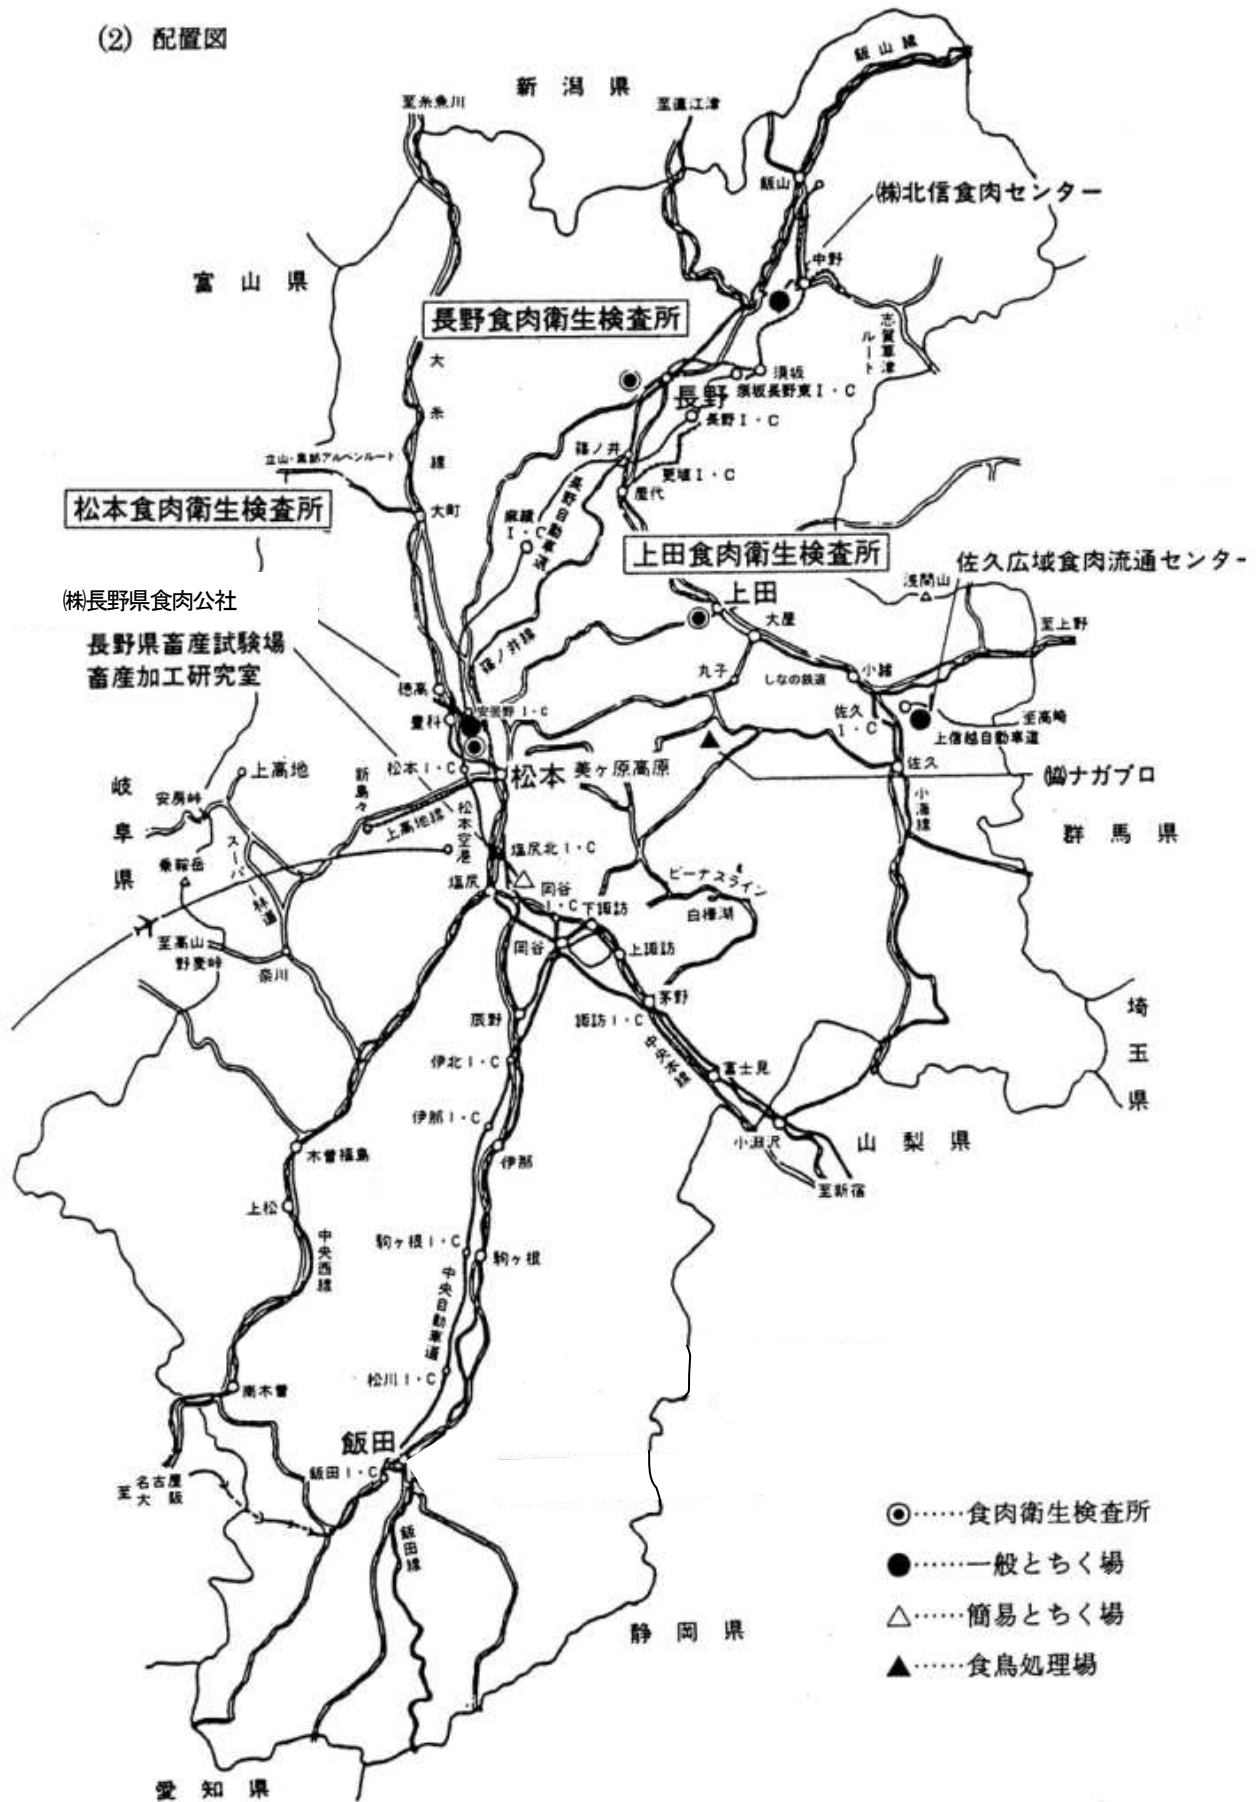 (2) 配置図
新潟県
至糸魚川
至直江津
飯山線
飯山
㈱北信食肉センター
中野
富山県
長野食肉衛生検査所
志賀草津
ルート
大糸線
須坂
長野
須坂長野東I・C
長野I・C
立山・黒部アルペンルート
篠ノ井
更埴I・C
屋代
長野自動車道
麻績
I・C
松本食肉衛生検査所
大町
上田食肉衛生検査所
佐久広域食肉流通センター
浅間山
㈱長野県食肉公社
上田
大屋
至上野
長野県畜産試験場
畜産加工研究室
篠ノ井線
丸子
しなの鉄道
小諸
穂高
安曇野I・C
豊科
佐久
I・C
至高崎
上信越自動車道
松本I・C
松本
美ヶ原高原
佐久
㈿ナガブロ
上高地
新島々
上高地線
松本空港
小海線
岐阜県
安房峠
群馬県
乗鞍岳
スーパー林道
塩尻北I・C
塩尻
岡谷
I・C
下諏訪
ビーナスライン
白樺湖
至高山
野麦峠
奈川
岡谷
上諏訪
茅野
辰野
諏訪I・C
埼玉県
伊北I・C
中央本線
富士見
伊那I・C
小淵沢
山梨県
木曽福島
伊那
至新宿
上松
中央西線
駒ヶ根I・C
駒ヶ根
中央自動車道
松川I・C
南木曽
飯田
飯田I・C
至名古屋
大阪
飯田線
◎……食肉衛生検査所
●……一般とちく場
△……簡易とちく場
▲……食鳥処理場
静岡県
愛知県